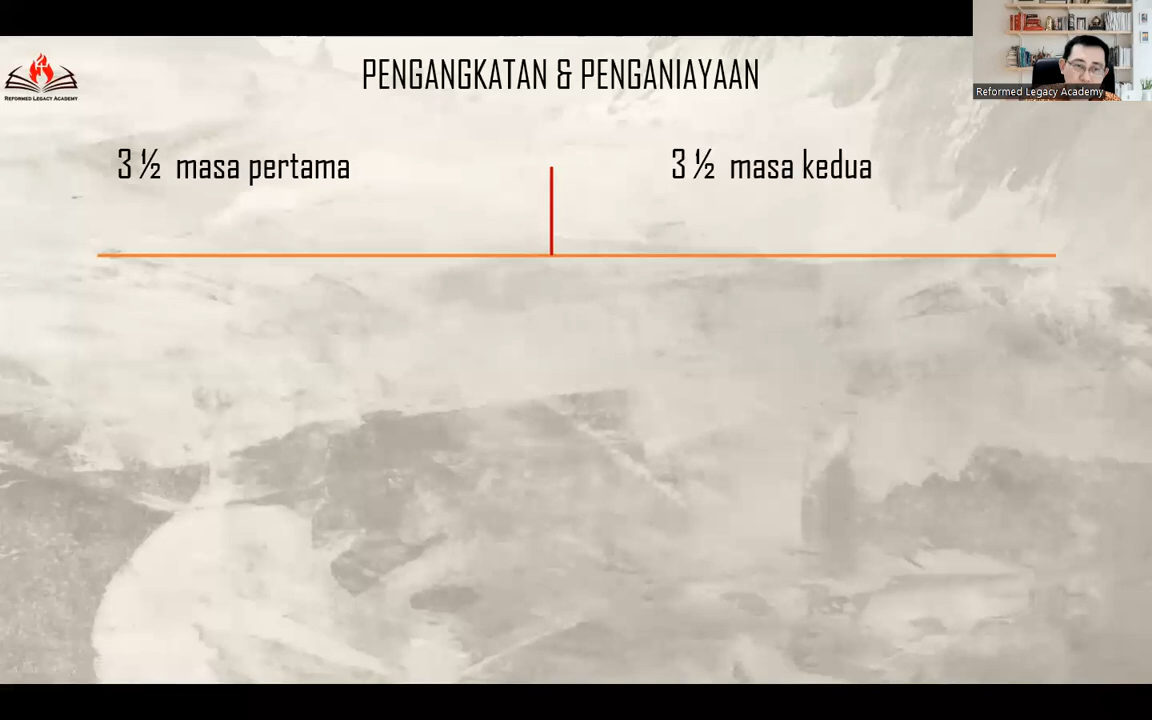 PENGANGKATAN & PENGANIAYAAN
REFORMED LEGACY ACADEMY
Reformed Legacy Academy
3 ½ masa pertama
3 ½ masa kedua